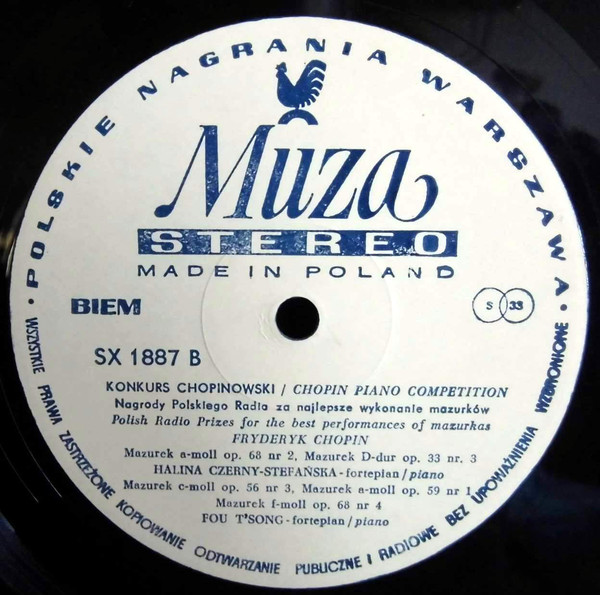 • POLSKIE NAGRANIA WARSZAWA •
Muza
STEREO
MADE IN POLAND
BIEM
S 33
SX 1887 B
KONKURS CHOPINOWSKI / CHOPIN PIANO COMPETITION
Nagrody Polskiego Radia za najlepsze wykonanie mazurków
Polish Radio Prizes for the best performances of mazurkas
FRYDERYK CHOPIN
Mazurek a-moll op. 68 nr 2, Mazurek D-dur op. 33 nr. 3
HALINA CZERNY-STEFAŃSKA - fortepian / piano
Mazurek c-moll op. 56 nr 3, Mazurek a-moll op. 59 nr 1
Mazurek f-moll op. 68 nr 4
FOU T'SONG - fortepian / piano
WSZYSTKIE PRAWA ZASTRZEŻONE KOPIOWANIE ODTWARZANIE PUBLICZNE I RADIOWE BEZ UPOWAŻNIENIA WZBRONIONE